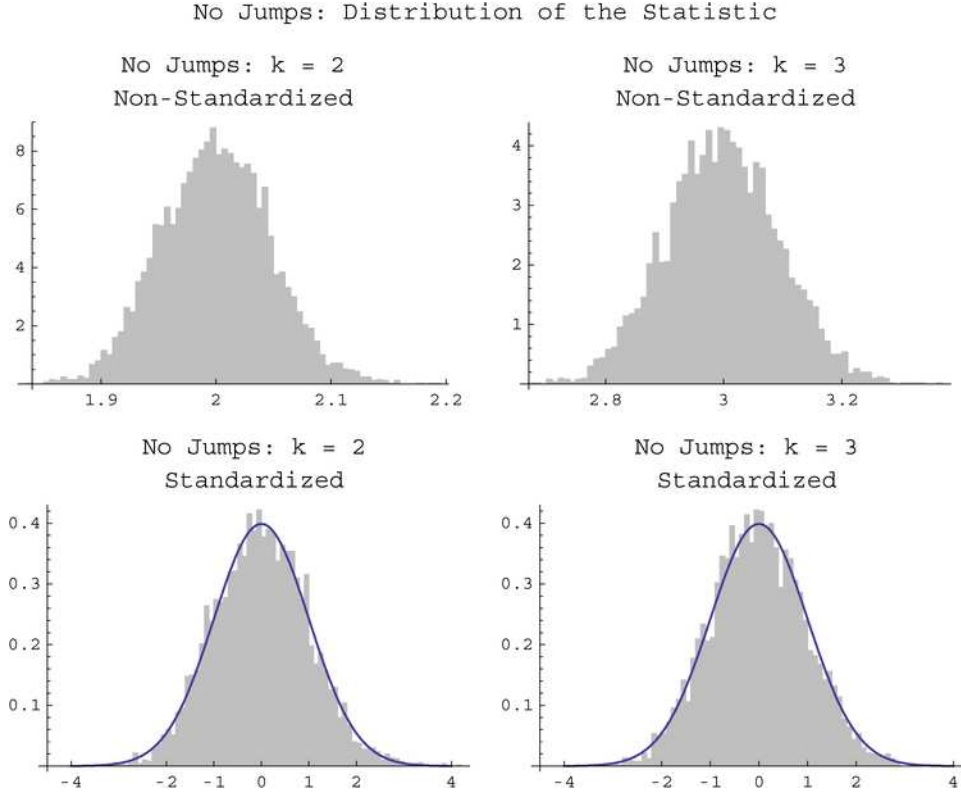 No Jumps: Distribution of the Statistic
No Jumps: k = 2
Non-Standardized
8
6
4
2
1.9 2 2.1 2.2
No Jumps: k = 3
Non-Standardized
4
3
2
1
2.8 3 3.2
No Jumps: k = 2
Standardized
0.4
0.3
0.2
0.1
-4 -2 -1 0 1 2 4
No Jumps: k = 3
Standardized
0.4
0.3
0.2
0.1
-4 -2 -1 0 1 2 4